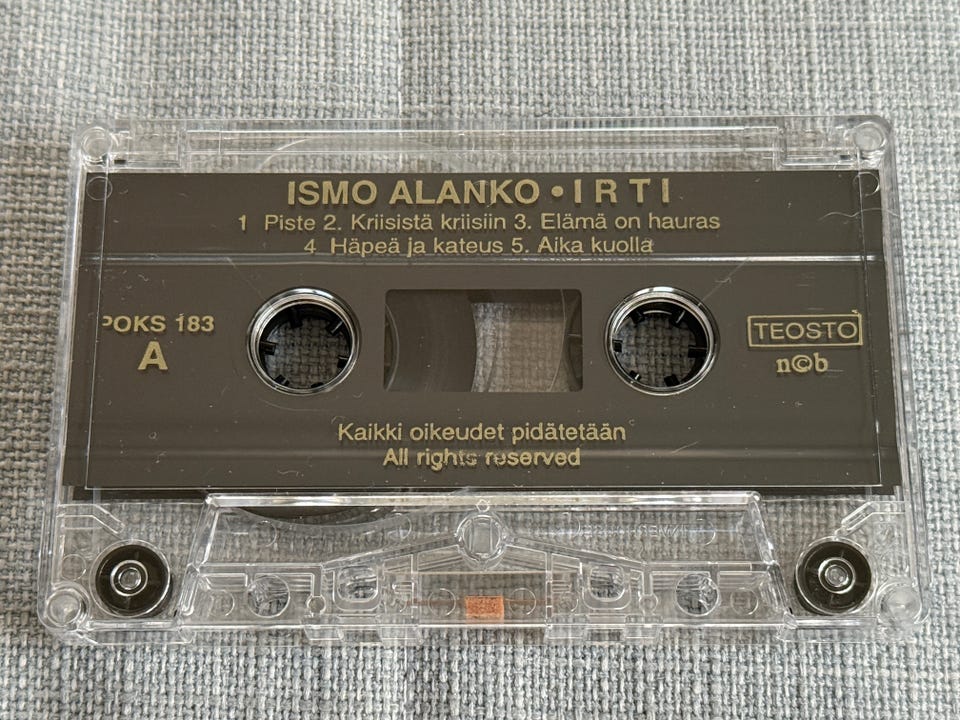 ISMO ALANKO • IRTI
1 Piste 2. Kriisistä kriisiin 3. Elämä on hauras
4 Häpeä ja kateus 5. Aika kuolla
POKS 183
A
TEOSTO
n©b
Kaikki oikeudet pidätetään
All rights reserved